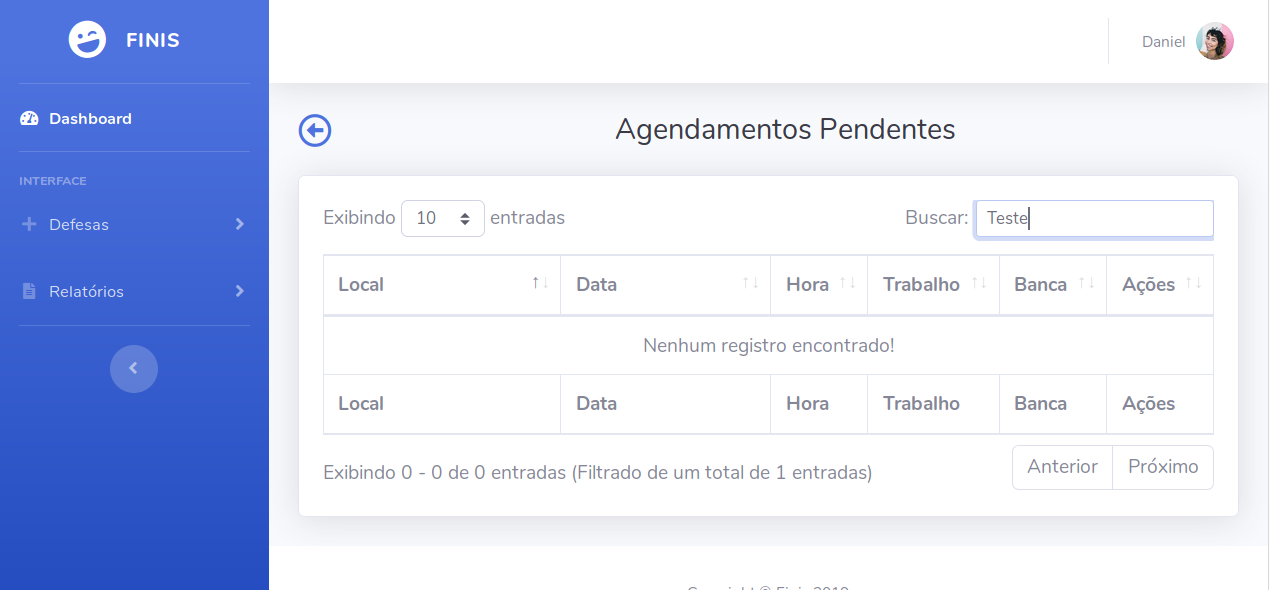 FINIS
Daniel
Dashboard
Agendamentos Pendentes
INTERFACE
Defesas
Relatórios
Exibindo 10 entradas
Buscar: Teste
Local Data Hora Trabalho Banca Ações
Nenhum registro encontrado!
Local Data Hora Trabalho Banca Ações
Exibindo 0 - 0 de 0 entradas (Filtrado de um total de 1 entradas)
Anterior Próximo